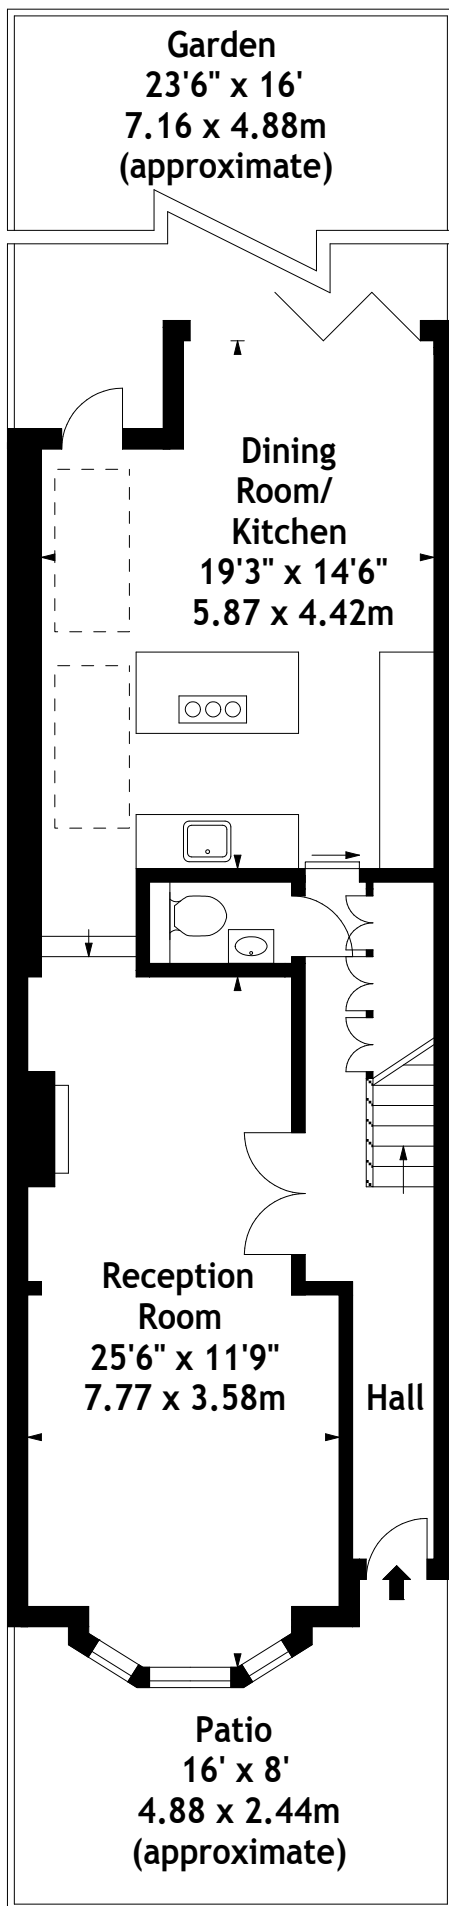 Garden
23'6" x 16'
7.16 x 4.88m
(approximate)
Dining
Room/
Kitchen
19'3" x 14'6"
5.87 x 4.42m
Reception
Room
25'6" x 11'9"
7.77 x 3.58m
Hall
Patio
16' x 8'
4.88 x 2.44m
(approximate)